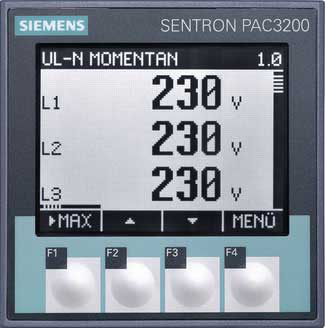 SIEMENS SENTRON PAC3200
UL-N MOMENTAN 1.0
L1 230 V
L2 230 V
L3 230 V
▶MAX ▲ ▼ MENÜ
F1 F2 F3 F4